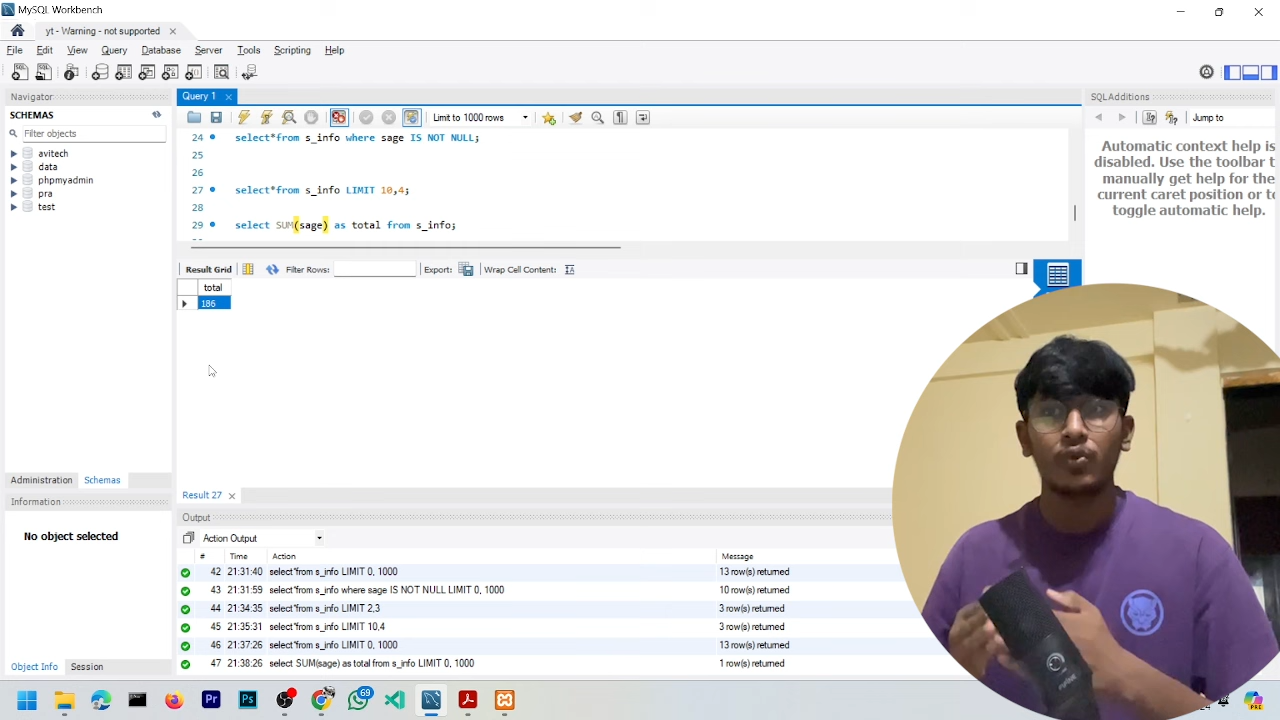 MySQL Workbench
yt - Warning - not supported
File Edit View Query Database Server Tools Scripting Help
Navigator
SCHEMAS
Filter objects
avitech
data
phpmyadmin
pra
test
Administration Schemas
Information
No object selected
Object Info Session
Query 1
Limit to 1000 rows
24 select*from s_info where sage IS NOT NULL;
25
26
27 select*from s_info LIMIT 10,4;
28
29 select SUM(sage) as total from s_info;
Result Grid Filter Rows: Export: Wrap Cell Content:
total
186
Result 27
Output
Action Output
# Time Action Message
42 21:31:40 select*from s_info LIMIT 0, 1000 13 row(s) returned
43 21:31:59 select*from s_info where sage IS NOT NULL LIMIT 0, 1000 10 row(s) returned
44 21:34:35 select*from s_info LIMIT 2,3 3 row(s) returned
45 21:35:31 select*from s_info LIMIT 10,4 3 row(s) returned
46 21:37:26 select*from s_info LIMIT 0, 1000 13 row(s) returned
47 21:38:26 select SUM(sage) as total from s_info LIMIT 0, 1000 1 row(s) returned
SQLAdditions
Jump to
Automatic context help is
disabled. Use the toolbar t
manually get help for the
current caret position or to
toggle automatic help.
Pr
Ps
69